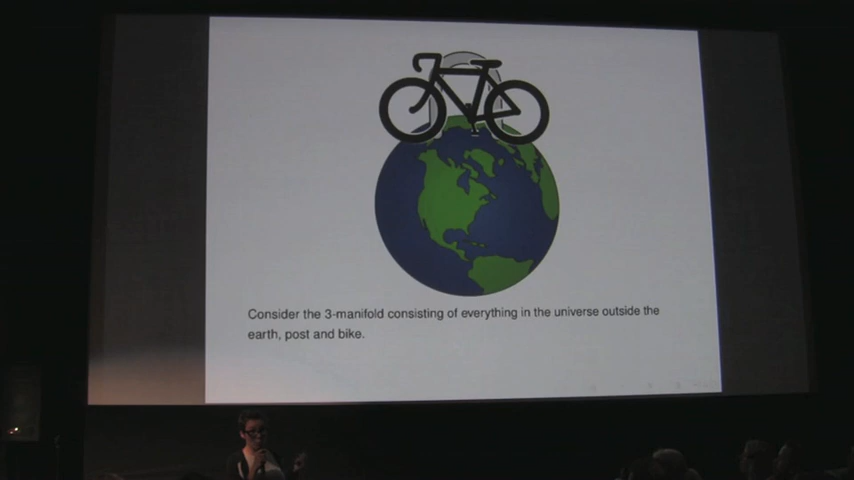 Consider the 3-manifold consisting of everything in the universe outside the
earth, post and bike.